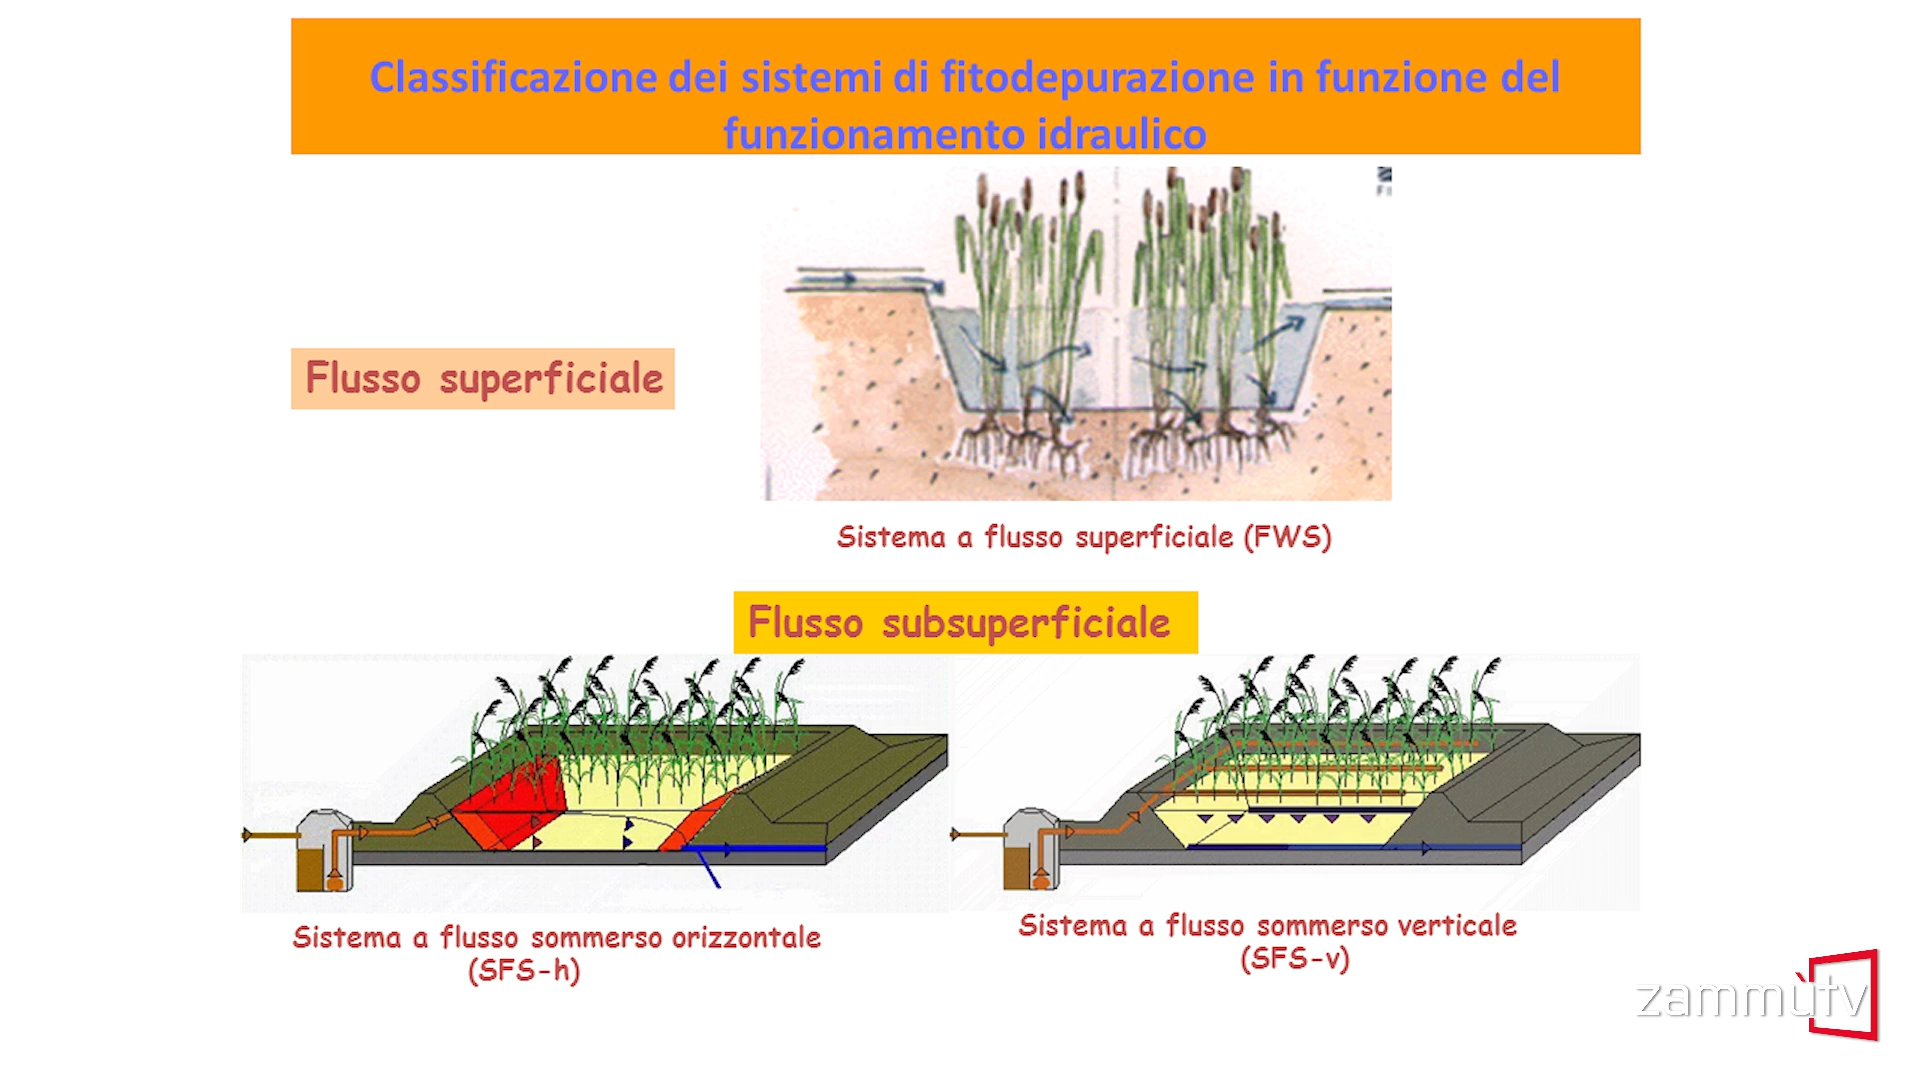 Classificazione dei sistemi di fitodepurazione in funzione del
funzionamento idraulico
Flusso superficiale
Sistema a flusso superficiale (FWS)
Flusso subsuperficiale
Sistema a flusso sommerso orizzontale
(SFS-h)
Sistema a flusso sommerso verticale
(SFS-v)
zammùtv